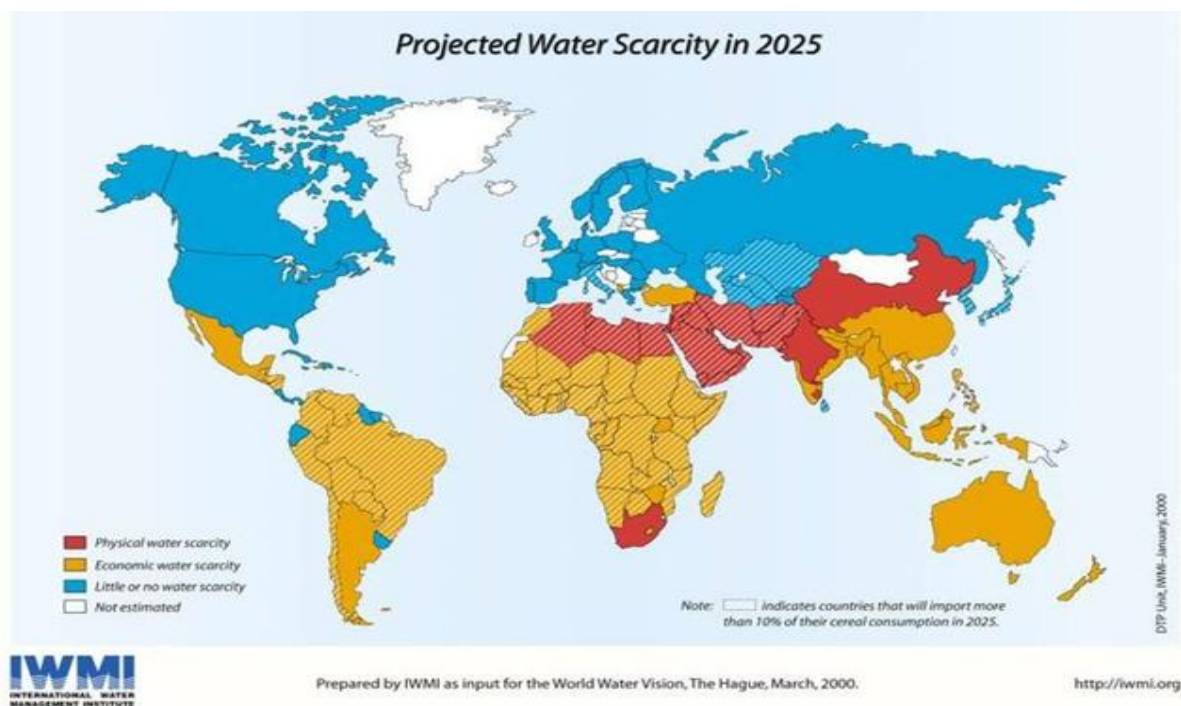 Projected Water Scarcity in 2025
Physical water scarcity
Economic water scarcity
Little or no water scarcity
Not estimated
Note: indicates countries that will import more
than 10% of their cereal consumption in 2025.
DTP Unit, IWMI-January, 2000
IWMI
INTERNATIONAL WATER
MANAGEMENT INSTITUTE
Prepared by IWMI as input for the World Water Vision, The Hague, March, 2000.
http://iwmi.org